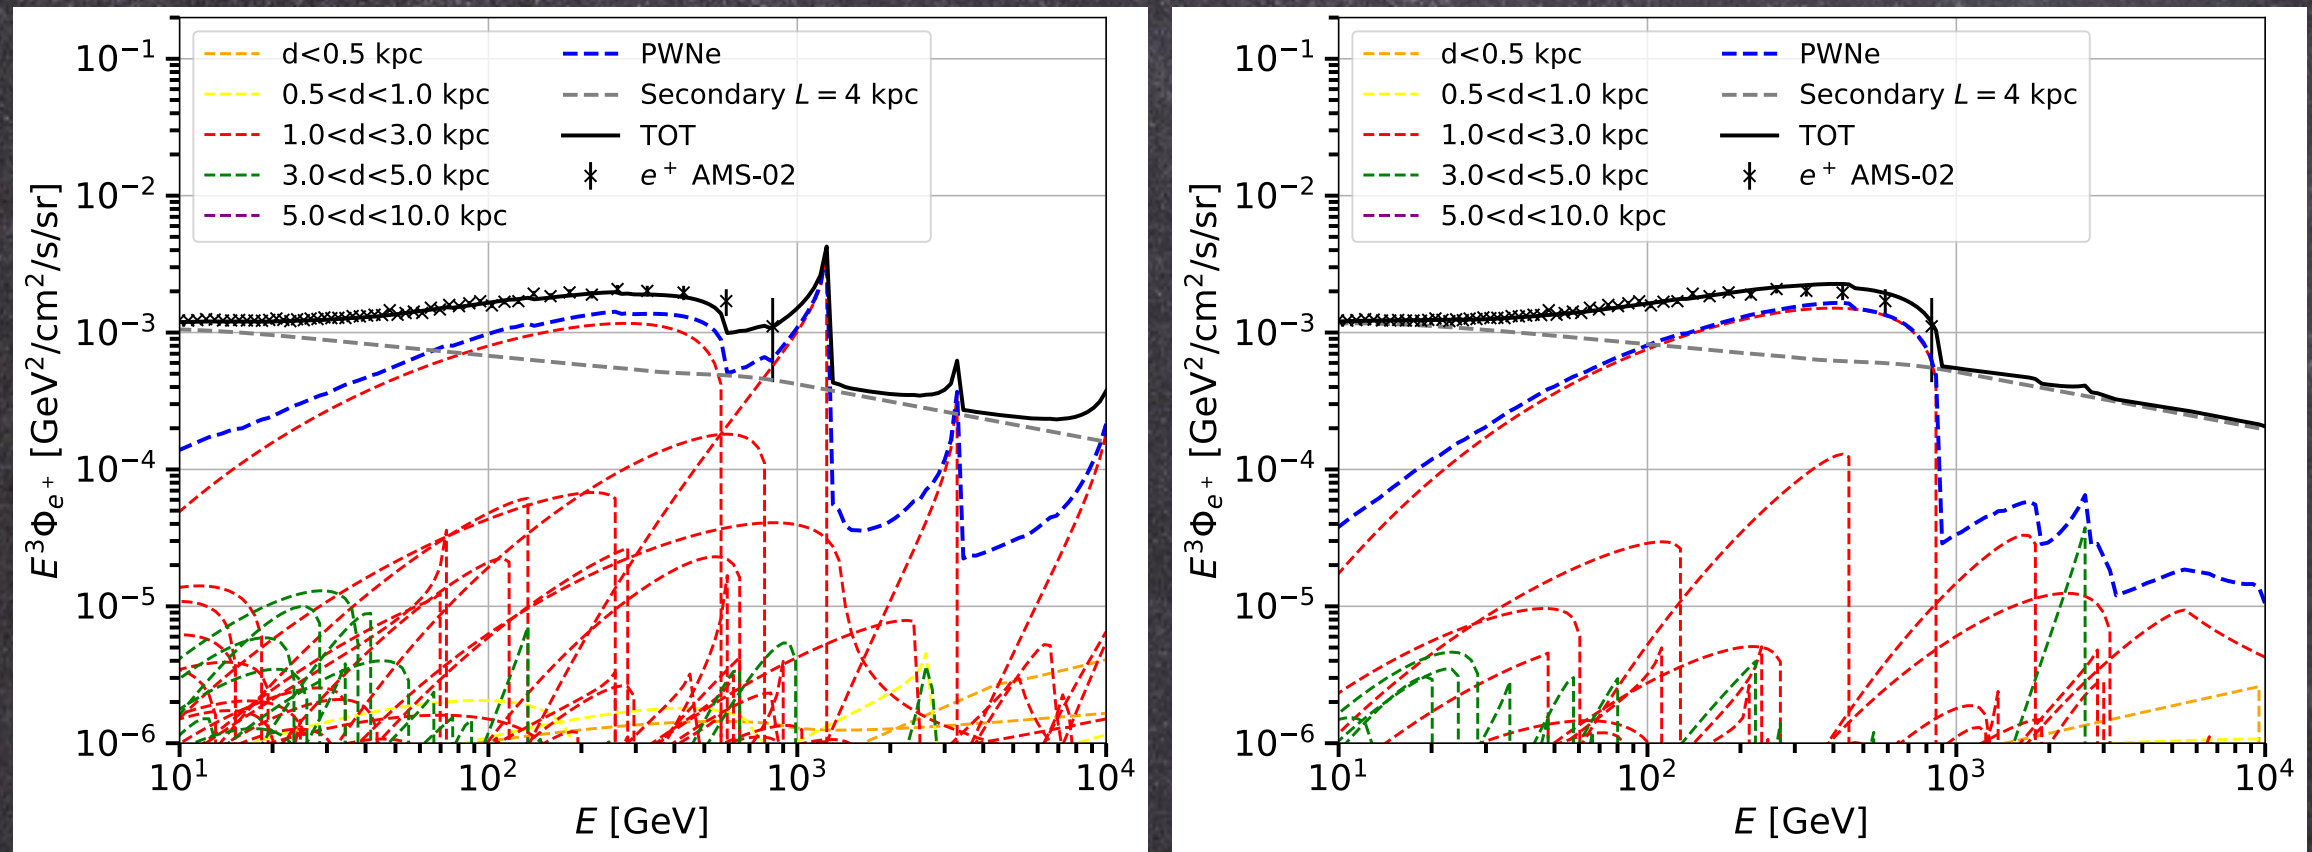 d<0.5 kpc
0.5<d<1.0 kpc
1.0<d<3.0 kpc
3.0<d<5.0 kpc
5.0<d<10.0 kpc
PWNe
Secondary L = 4 kpc
TOT
e⁺ AMS-02
E³Φₑ₊ [GeV²/cm²/s/sr]
10⁻¹
10⁻²
10⁻³
10⁻⁴
10⁻⁵
10⁻⁶
10¹ 10² 10³ 10⁴
E [GeV]
d<0.5 kpc
0.5<d<1.0 kpc
1.0<d<3.0 kpc
3.0<d<5.0 kpc
5.0<d<10.0 kpc
PWNe
Secondary L = 4 kpc
TOT
e⁺ AMS-02
E³Φₑ₊ [GeV²/cm²/s/sr]
10⁻¹
10⁻²
10⁻³
10⁻⁴
10⁻⁵
10⁻⁶
10¹ 10² 10³ 10⁴
E [GeV]